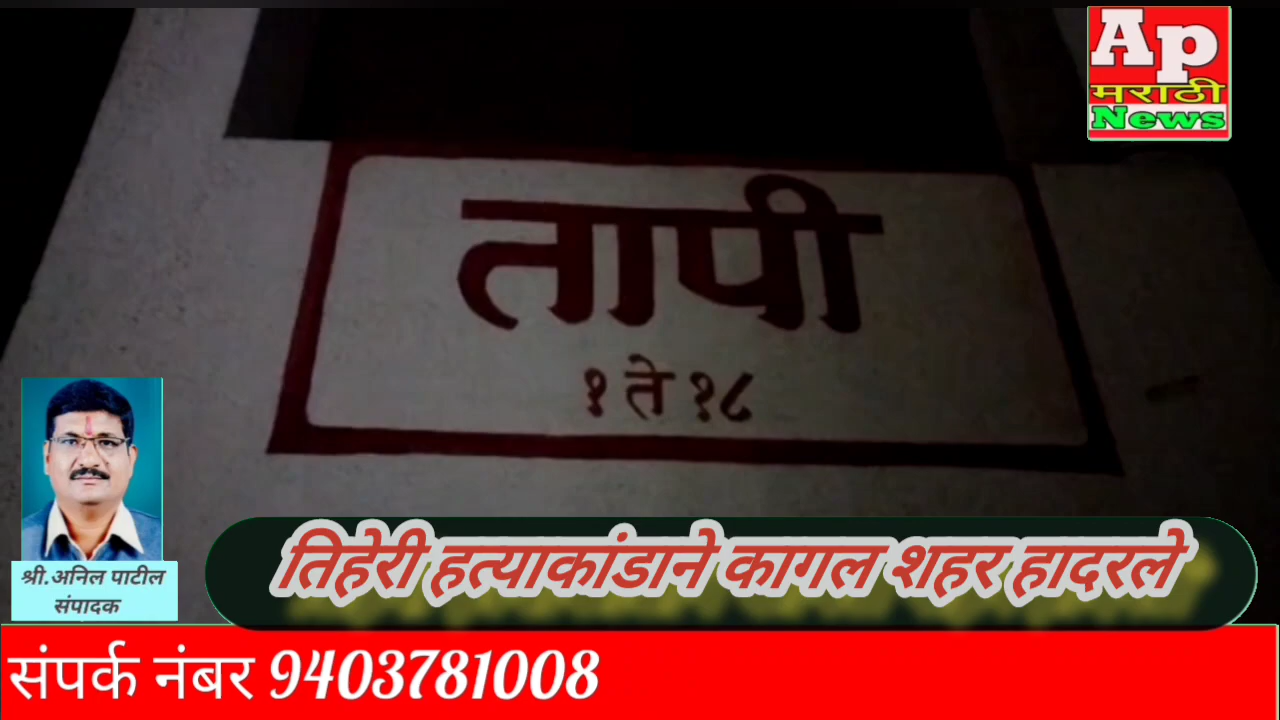 Ap
मराठी
News
तापी
१ ते १८
श्री.अनिल पाटील
संपादक
तिहेरी हत्याकांडाने कागल शहर हादरले
संपर्क नंबर 9403781008